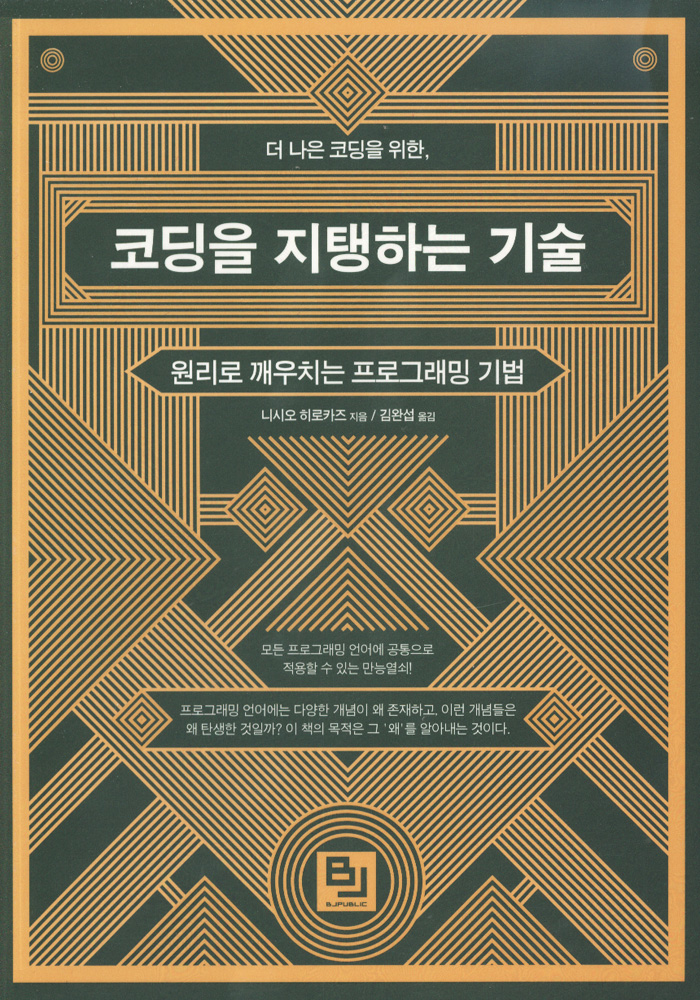 더 나은 코딩을 위한,
코딩을 지탱하는 기술
원리로 깨우치는 프로그래밍 기법
니시오 히로카즈 지음 / 김완섭 옮김
모든 프로그래밍 언어에 공통으로
적용할 수 있는 만능열쇠!
프로그래밍 언어에는 다양한 개념이 왜 존재하고, 이런 개념들은
왜 탄생한 것일까? 이 책의 목적은 그 '왜'를 알아내는 것이다.
BJ
BJPUBLIC